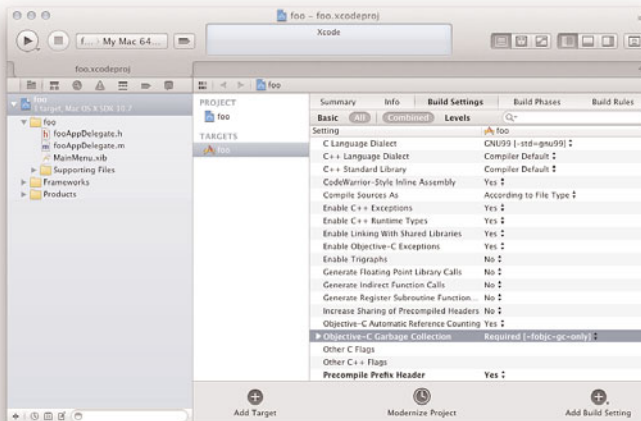 foo – foo.xcodeproj
f... › My Mac 64...
Xcode
foo.xcodeproj
foo
foo
1 target, Mac OS X SDK 10.7
foo
fooAppDelegate.h
fooAppDelegate.m
MainMenu.xib
Supporting Files
Frameworks
Products
PROJECT
foo
TARGETS
foo
Summary Info Build Settings Build Phases Build Rules
Basic All Combined Levels
Setting foo
C Language Dialect GNU99 [-std=gnu99]
C++ Language Dialect Compiler Default
C++ Standard Library Compiler Default
CodeWarrior-Style Inline Assembly Yes
Compile Sources As According to File Type
Enable C++ Exceptions Yes
Enable C++ Runtime Types Yes
Enable Linking With Shared Libraries Yes
Enable Objective-C Exceptions Yes
Enable Trigraphs No
Generate Floating Point Library Calls No
Generate Indirect Function Calls No
Generate Register Subroutine Function... No
Increase Sharing of Precompiled Headers No
Objective-C Automatic Reference Counting Yes
Objective-C Garbage Collection Required [-fobjc-gc-only]
Other C Flags
Other C++ Flags
Precompile Prefix Header Yes
Add Target Modernize Project Add Build Setting